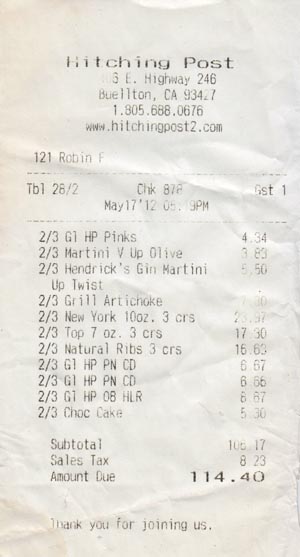 Hitching Post
E. Highway 246
Buellton, CA 93427
1.805.688.0676
www.hitchingpost2.com
121 Robin F
Tbl 28/2 Chk 878 Gst 1
May17'12
2/3 Gl HP Pinks 4.34
2/3 Martini V Up Olive 3.83
2/3 Hendrick's Gin Martini 5.50
Up Twist
2/3 Grill Artichoke
2/3 New York 10oz. 3 crs
2/3 Top 7 oz. 3 crs 17.30
2/3 Natural Ribs 3 crs 16.63
2/3 Gl HP PN CD 6.67
2/3 Gl HP PN CD 6.66
2/3 Gl HP OB HLR 6.67
2/3 Choc Cake 5.30
Subtotal 106.17
Sales Tax 8.23
Amount Due 114.40
Thank you for joining us.